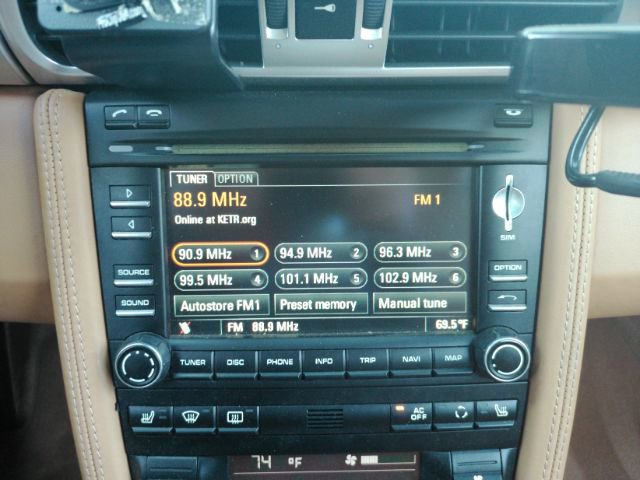 TUNER OPTION
88.9 MHz FM 1
Online at KETR.org
90.9 MHz 1 94.9 MHz 2 96.3 MHz 3
99.5 MHz 4 101.1 MHz 5 102.9 MHz 6
Autostore FM1 Preset memory Manual tune
FM 88.9 MHz 69.5°F
SIM
SOURCE
SOUND
OPTION
TUNER DISC PHONE INFO TRIP NAVI MAP
AC
OFF
74 °F